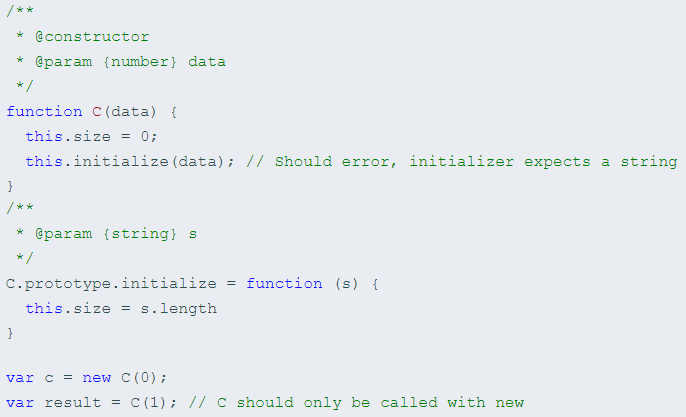 /**
 * @constructor
 * @param {number} data
 */
function C(data) {
  this.size = 0;
  this.initialize(data); // Should error, initializer expects a string
}
/**
 * @param {string} s
 */
C.prototype.initialize = function (s) {
  this.size = s.length
}

var c = new C(0);
var result = C(1); // C should only be called with new